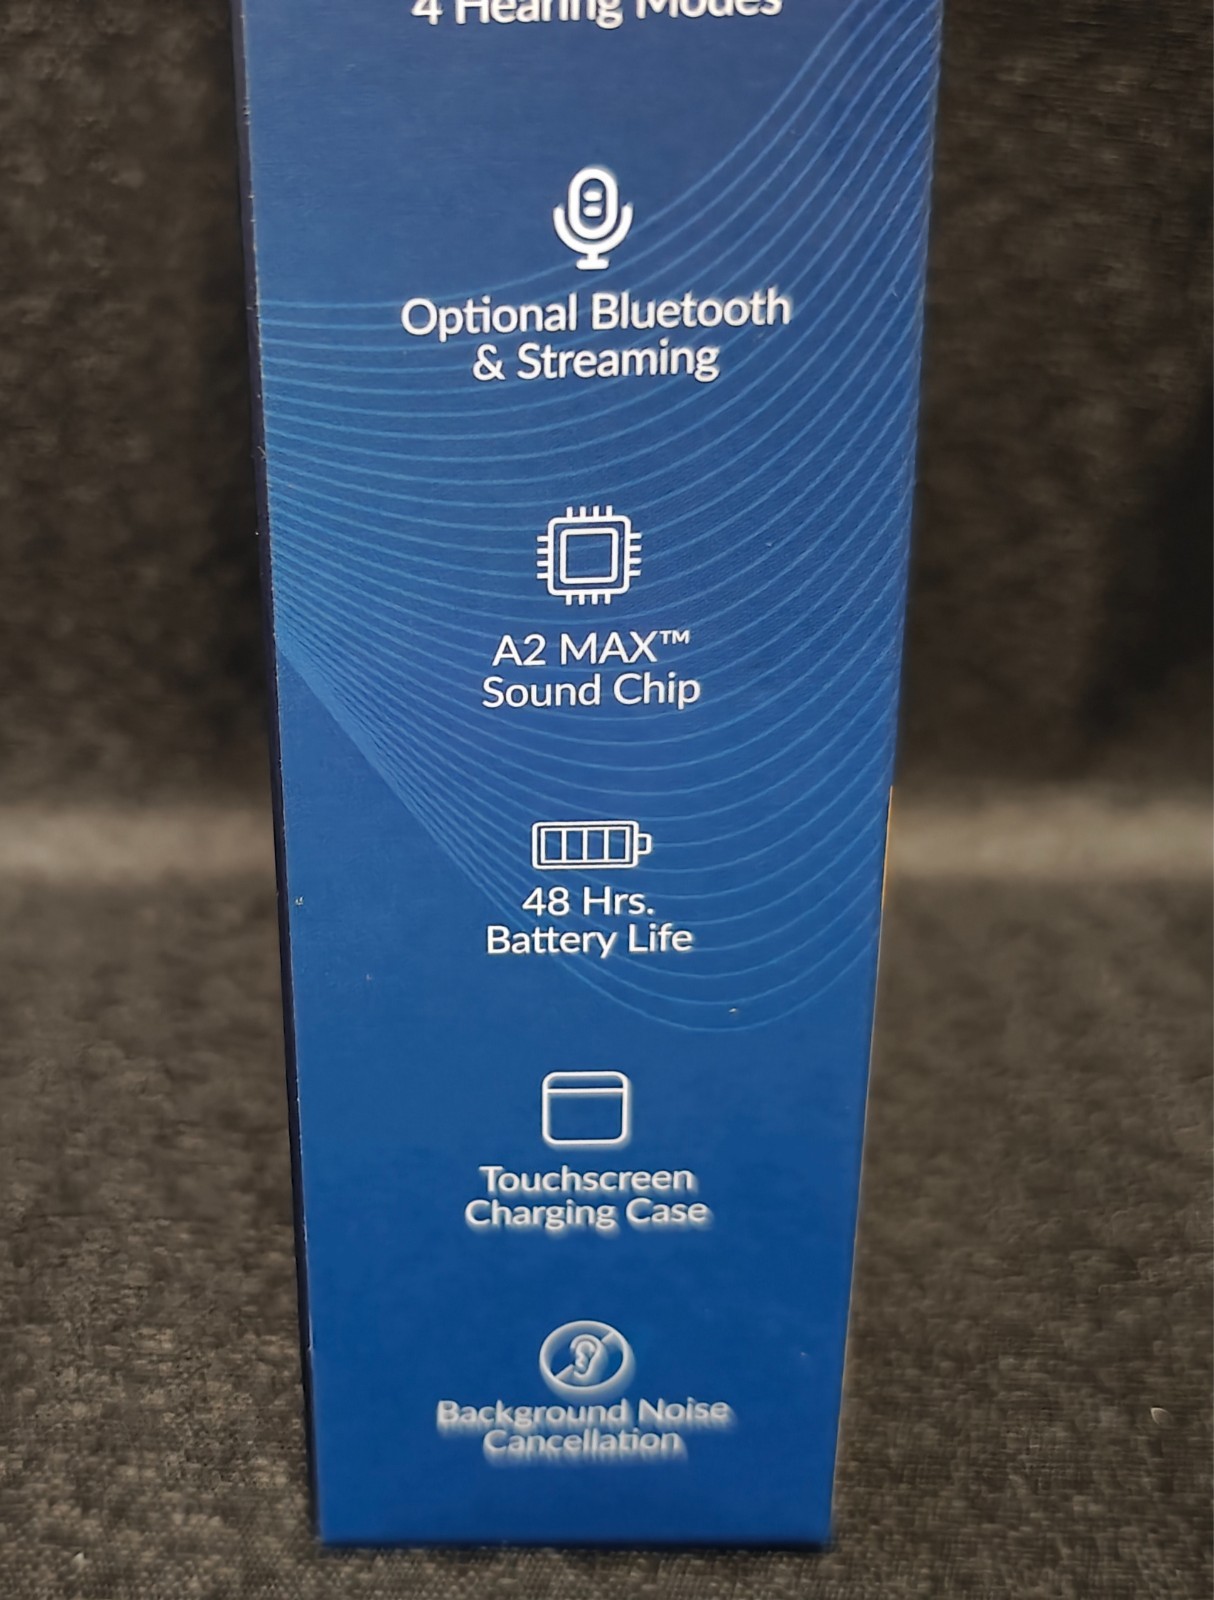 4 Hearing Modes
Optional Bluetooth
& Streaming
A2 MAX™
Sound Chip
48 Hrs.
Battery Life
Touchscreen
Charging Case
Background Noise
Cancellation